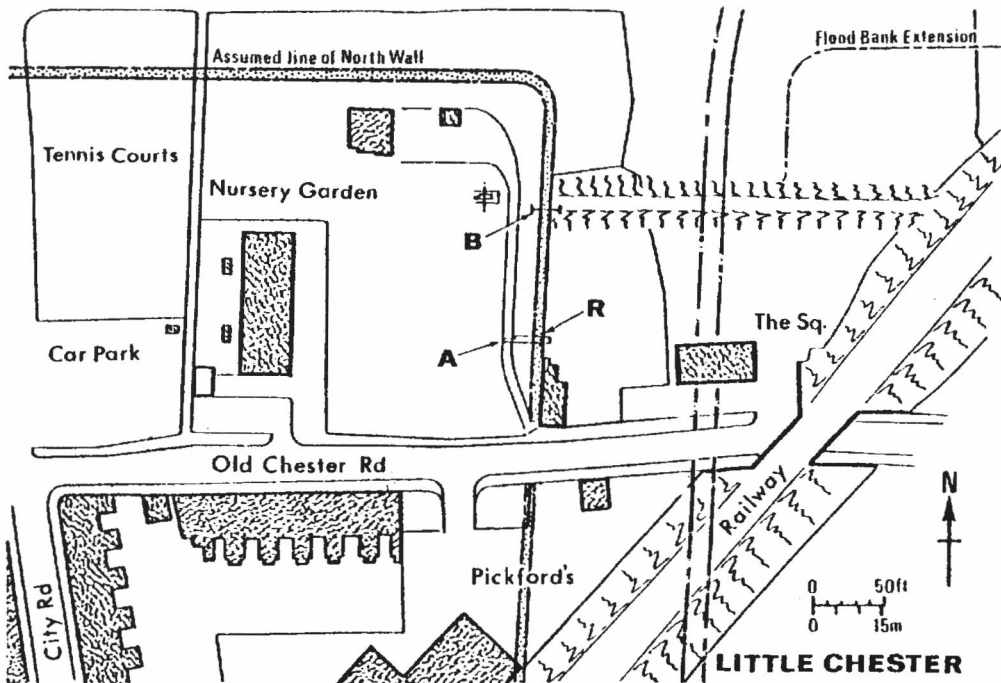 Assumed line of North Wall
Flood Bank Extension
Tennis Courts
Nursery Garden
B
R
The Sq.
A
Car Park
Old Chester Rd
Railway
N
Pickford's
City Rd
0 50ft
0 15m
LITTLE CHESTER